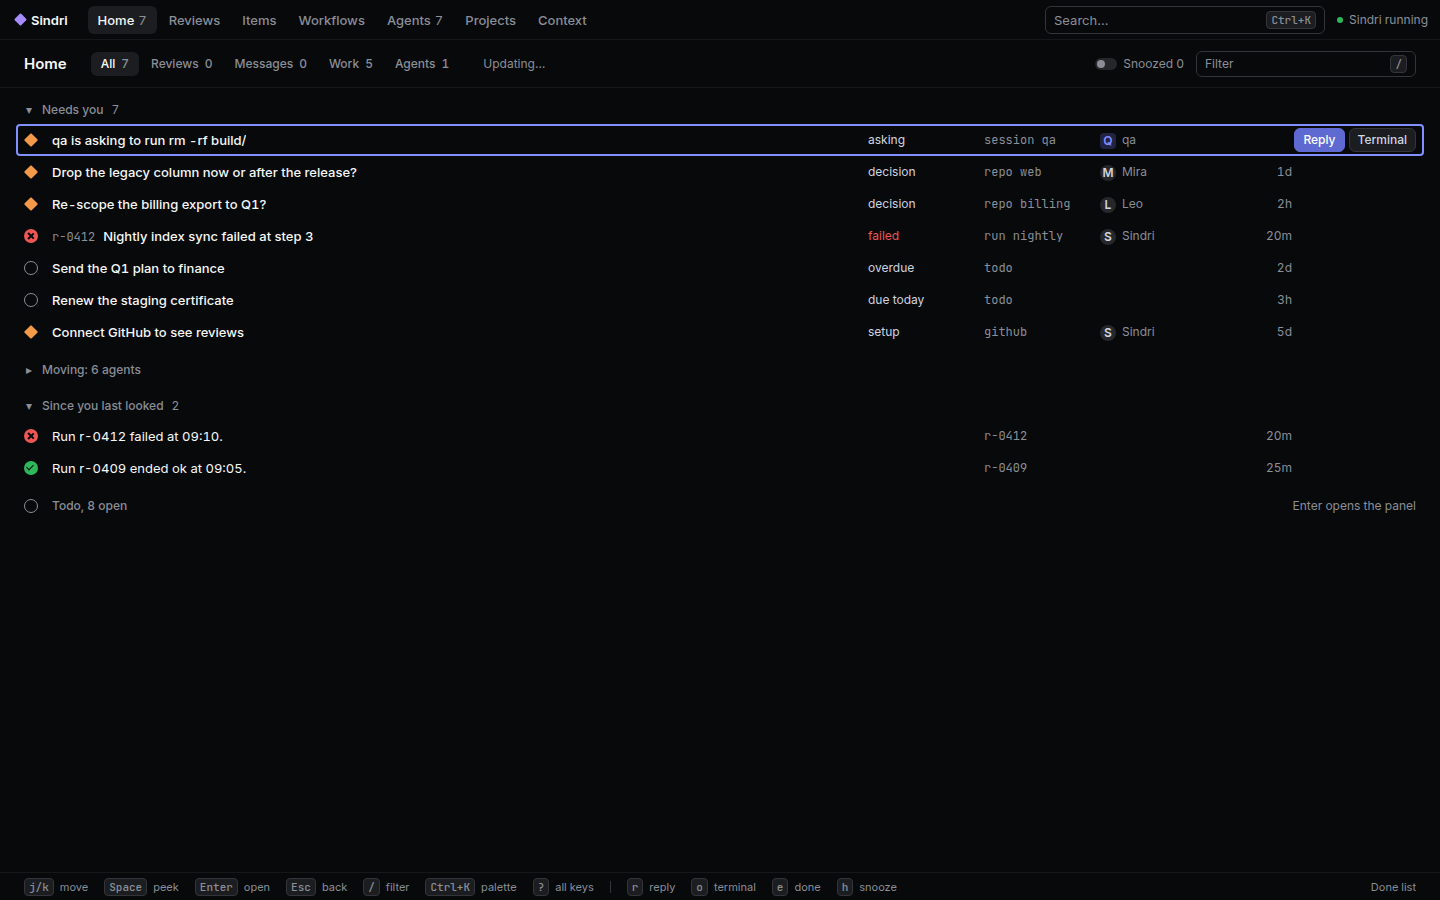 Sindri Home 7 Reviews Items Workflows Agents 7 Projects Context Search... Ctrl+K Sindri running
Home All 7 Reviews 0 Messages 0 Work 5 Agents 1 Updating... Snoozed 0 Filter /
Needs you 7
qa is asking to run rm -rf build/ asking session qa Q qa Reply Terminal
Drop the legacy column now or after the release? decision repo web M Mira 1d
Re-scope the billing export to Q1? decision repo billing L Leo 2h
r-0412 Nightly index sync failed at step 3 failed run nightly S Sindri 20m
Send the Q1 plan to finance overdue todo 2d
Renew the staging certificate due today todo 3h
Connect GitHub to see reviews setup github S Sindri 5d
Moving: 6 agents
Since you last looked 2
Run r-0412 failed at 09:10. r-0412 20m
Run r-0409 ended ok at 09:05. r-0409 25m
Todo, 8 open Enter opens the panel
j/k move Space peek Enter open Esc back / filter Ctrl+K palette ? all keys r reply o terminal e done h snooze Done list